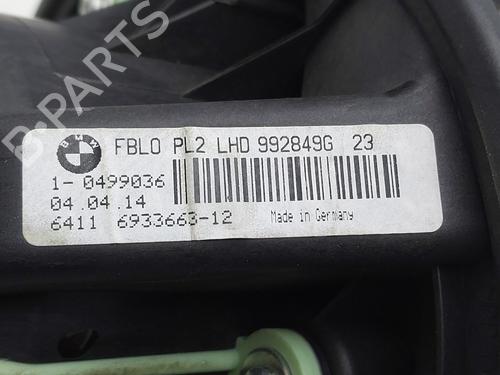 B-PARTS
BMW
FBLO PL2 LHD 992849G 23
1-0499036
04.04.14
6411 6933663-12
Made in Germany